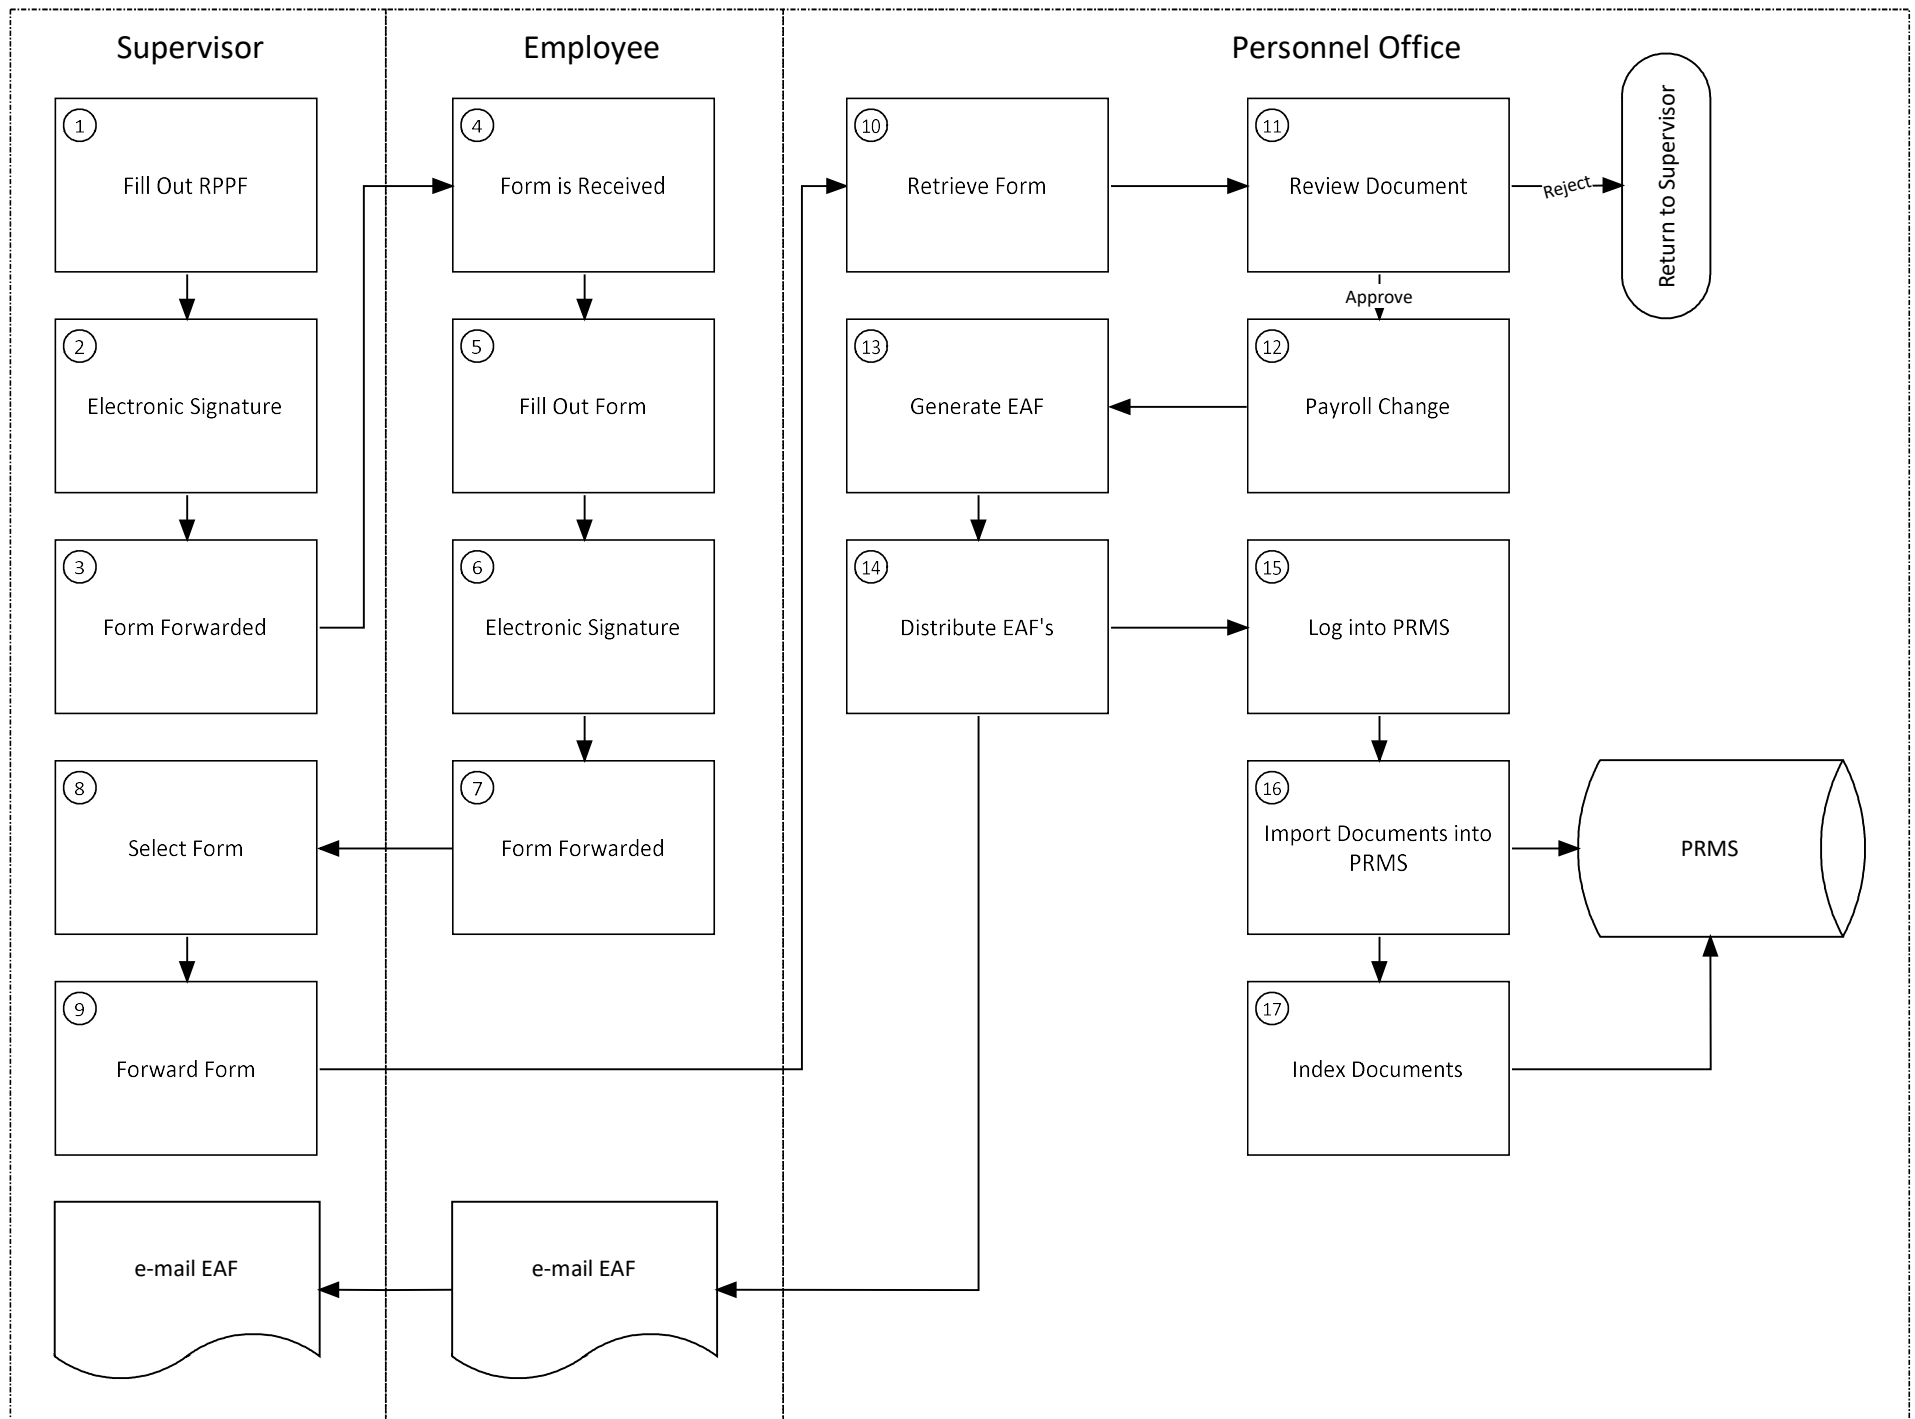 Supervisor
Employee
Personnel Office
1
Fill Out RPPF
4
Form is Received
10
Retrieve Form
11
Review Document
Reject
Return to Supervisor
Approve
2
Electronic Signature
5
Fill Out Form
13
Generate EAF
12
Payroll Change
3
Form Forwarded
6
Electronic Signature
14
Distribute EAF's
15
Log into PRMS
8
Select Form
7
Form Forwarded
16
Import Documents into
PRMS
PRMS
9
Forward Form
17
Index Documents
e-mail EAF
e-mail EAF